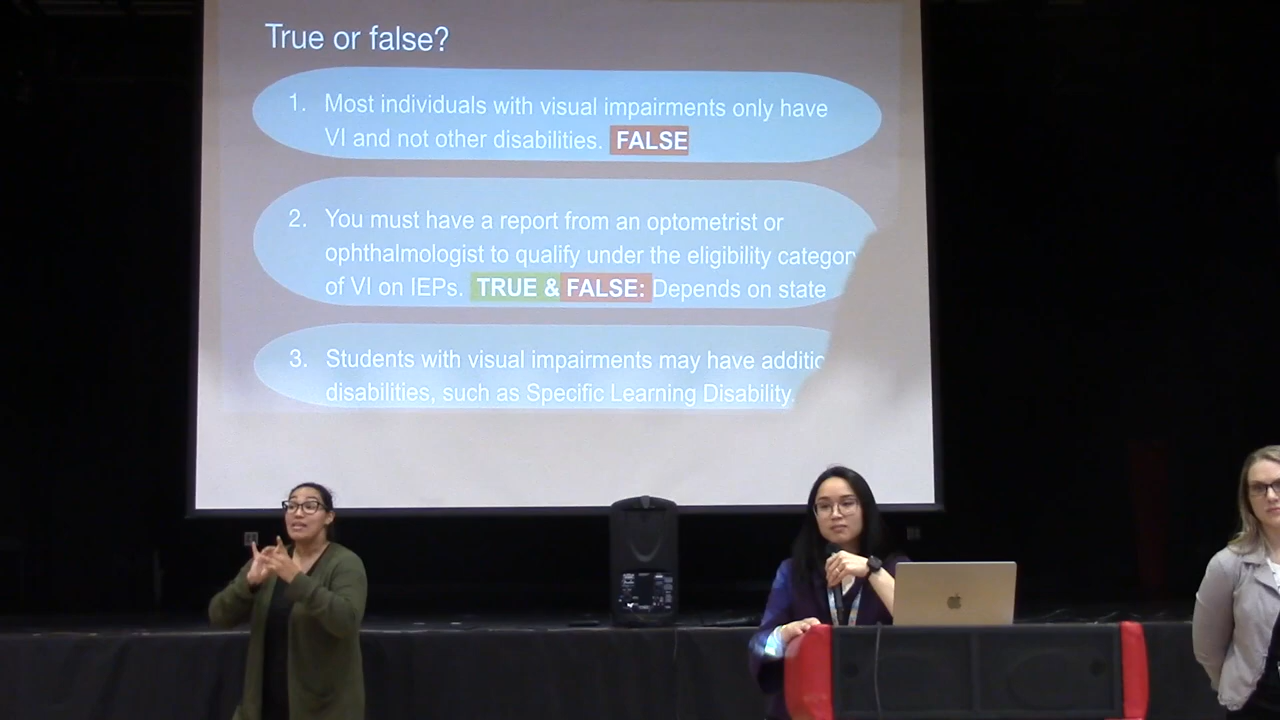 True or false?
1. Most individuals with visual impairments only have
VI and not other disabilities. FALSE
2. You must have a report from an optometrist or
ophthalmologist to qualify under the eligibility categor
of VI on IEPs. TRUE & FALSE: Depends on state
3. Students with visual impairments may have additio
disabilities, such as Specific Learning Disability.